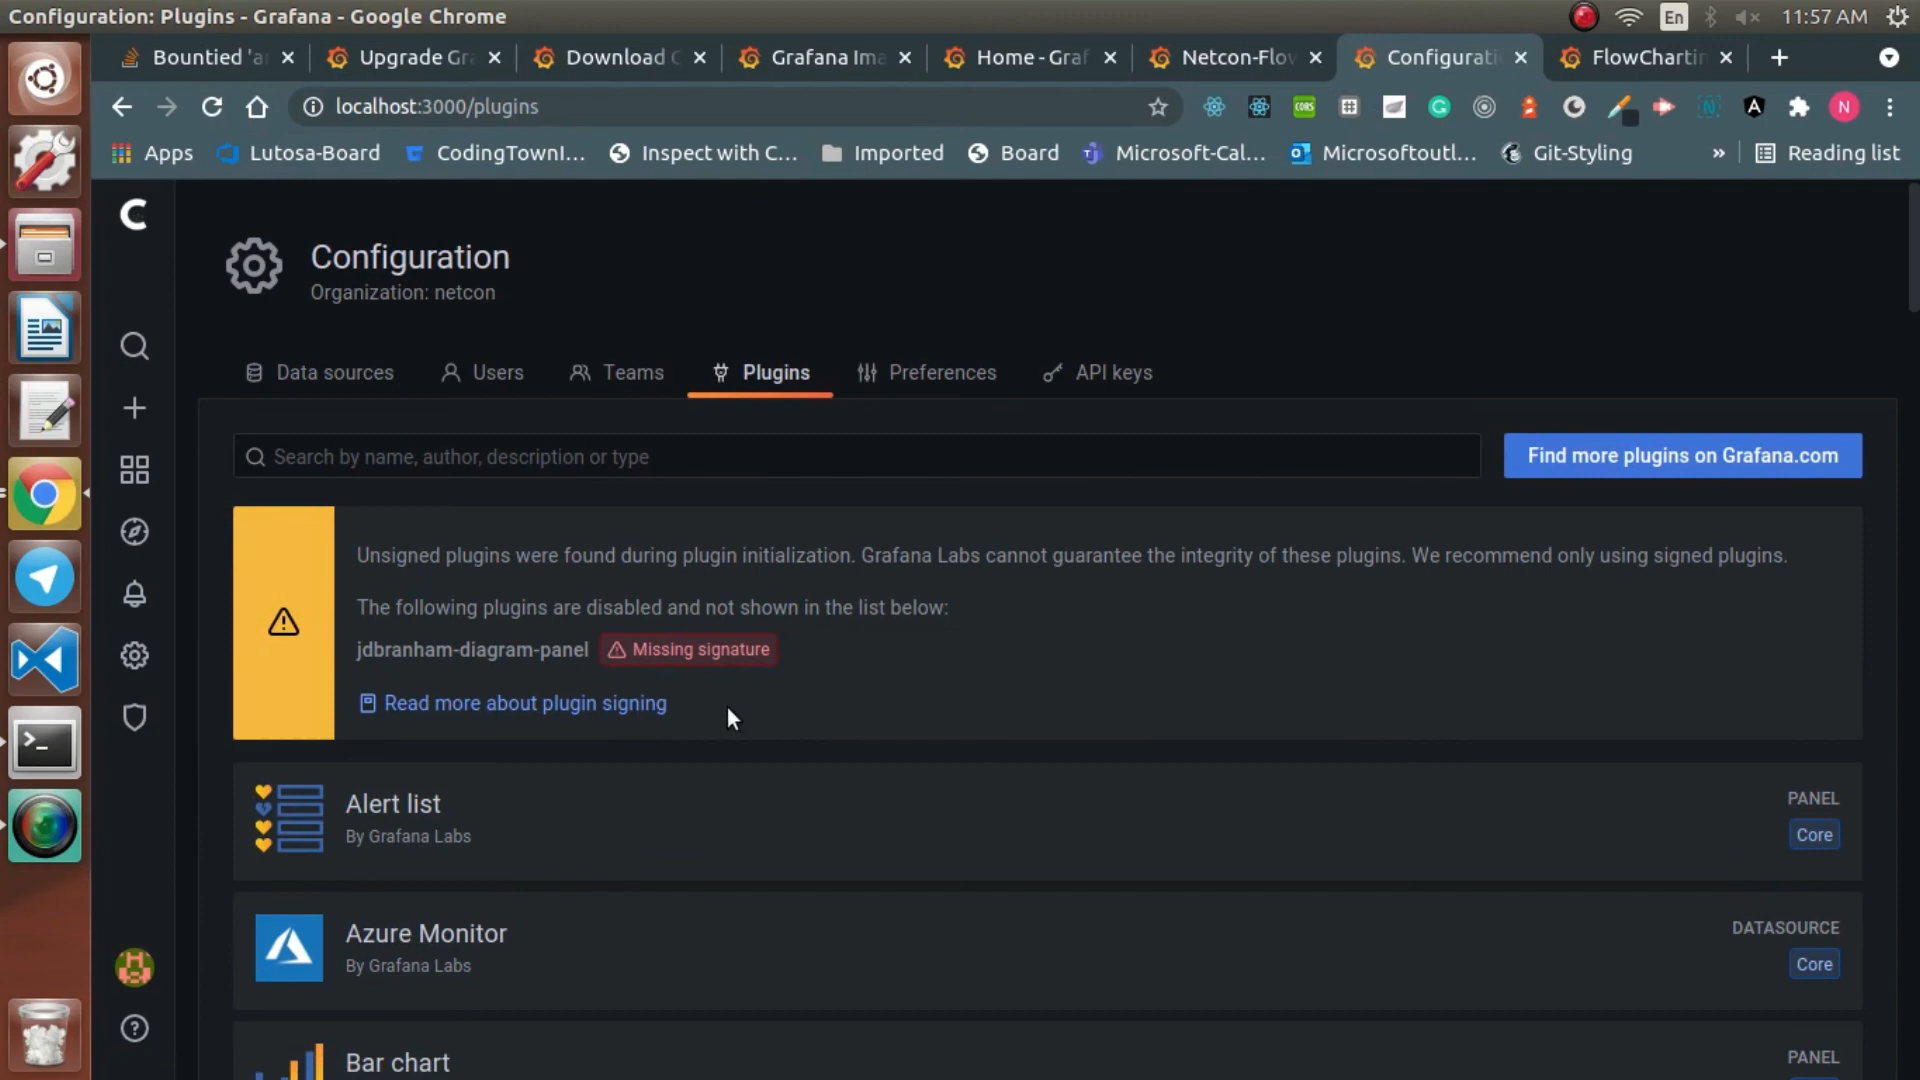 Configuration: Plugins - Grafana - Google Chrome
En
11:57 AM
Bountied 'a
Upgrade Gra
Download G
Grafana Ima
Home - Graf
Netcon-Flov
Configurati
FlowChartin
localhost:3000/plugins
CORS
G
A
N
Apps
Lutosa-Board
CodingTownI...
Inspect with C...
Imported
Board
Microsoft-Cal...
Microsoftoutl...
Git-Styling
»
Reading list
Configuration
Organization: netcon
Data sources
Users
Teams
Plugins
Preferences
API keys
Search by name, author, description or type
Find more plugins on Grafana.com
Unsigned plugins were found during plugin initialization. Grafana Labs cannot guarantee the integrity of these plugins. We recommend only using signed plugins.
The following plugins are disabled and not shown in the list below:
jdbranham-diagram-panel Missing signature
Read more about plugin signing
Alert list
By Grafana Labs
PANEL
Core
Azure Monitor
By Grafana Labs
DATASOURCE
Core
Bar chart
PANEL